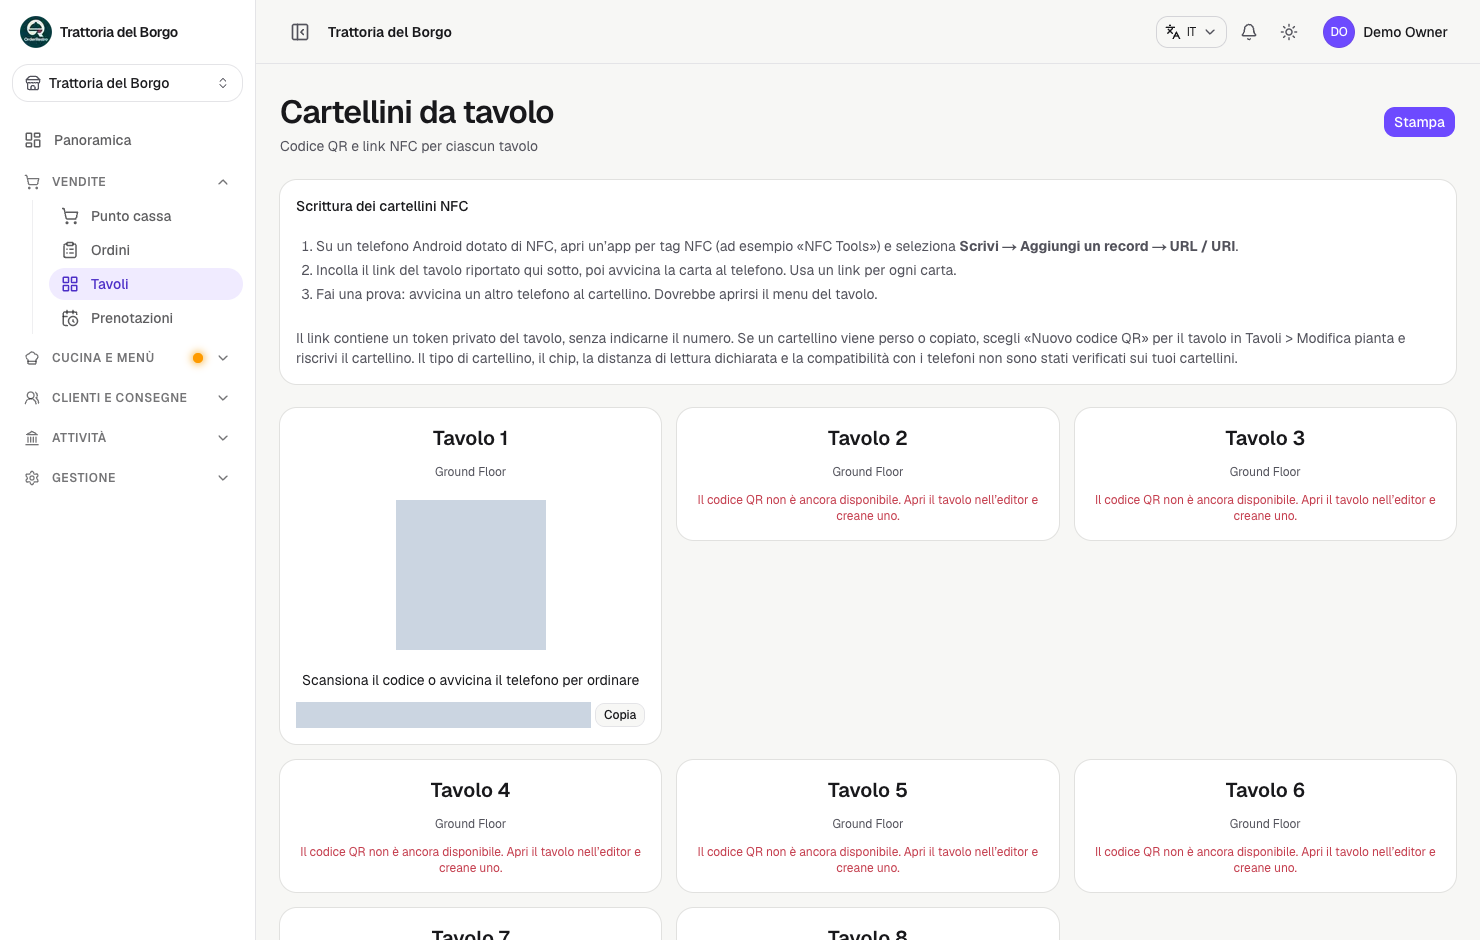 Trattoria del Borgo
Trattoria del Borgo
Panoramica
VENDITE
Punto cassa
Ordini
Tavoli
Prenotazioni
CUCINA E MENÙ
CLIENTI E CONSEGNE
ATTIVITÀ
GESTIONE
Trattoria del Borgo
IT
DO
Demo Owner
Cartellini da tavolo
Codice QR e link NFC per ciascun tavolo
Stampa
Scrittura dei cartellini NFC
1. Su un telefono Android dotato di NFC, apri un’app per tag NFC (ad esempio «NFC Tools») e seleziona Scrivi → Aggiungi un record → URL / URI.
2. Incolla il link del tavolo riportato qui sotto, poi avvicina la carta al telefono. Usa un link per ogni carta.
3. Fai una prova: avvicina un altro telefono al cartellino. Dovrebbe aprirsi il menu del tavolo.
Il link contiene un token privato del tavolo, senza indicarne il numero. Se un cartellino viene perso o copiato, scegli «Nuovo codice QR» per il tavolo in Tavoli > Modifica pianta e
riscrivi il cartellino. Il tipo di cartellino, il chip, la distanza di lettura dichiarata e la compatibilità con i telefoni non sono stati verificati sui tuoi cartellini.
Tavolo 1
Ground Floor
Scansiona il codice o avvicina il telefono per ordinare
Copia
Tavolo 2
Ground Floor
Il codice QR non è ancora disponibile. Apri il tavolo nell’editor e
creane uno.
Tavolo 3
Ground Floor
Il codice QR non è ancora disponibile. Apri il tavolo nell’editor e
creane uno.
Tavolo 4
Ground Floor
Il codice QR non è ancora disponibile. Apri il tavolo nell’editor e
creane uno.
Tavolo 5
Ground Floor
Il codice QR non è ancora disponibile. Apri il tavolo nell’editor e
creane uno.
Tavolo 6
Ground Floor
Il codice QR non è ancora disponibile. Apri il tavolo nell’editor e
creane uno.
Tavolo 7
Tavolo 8